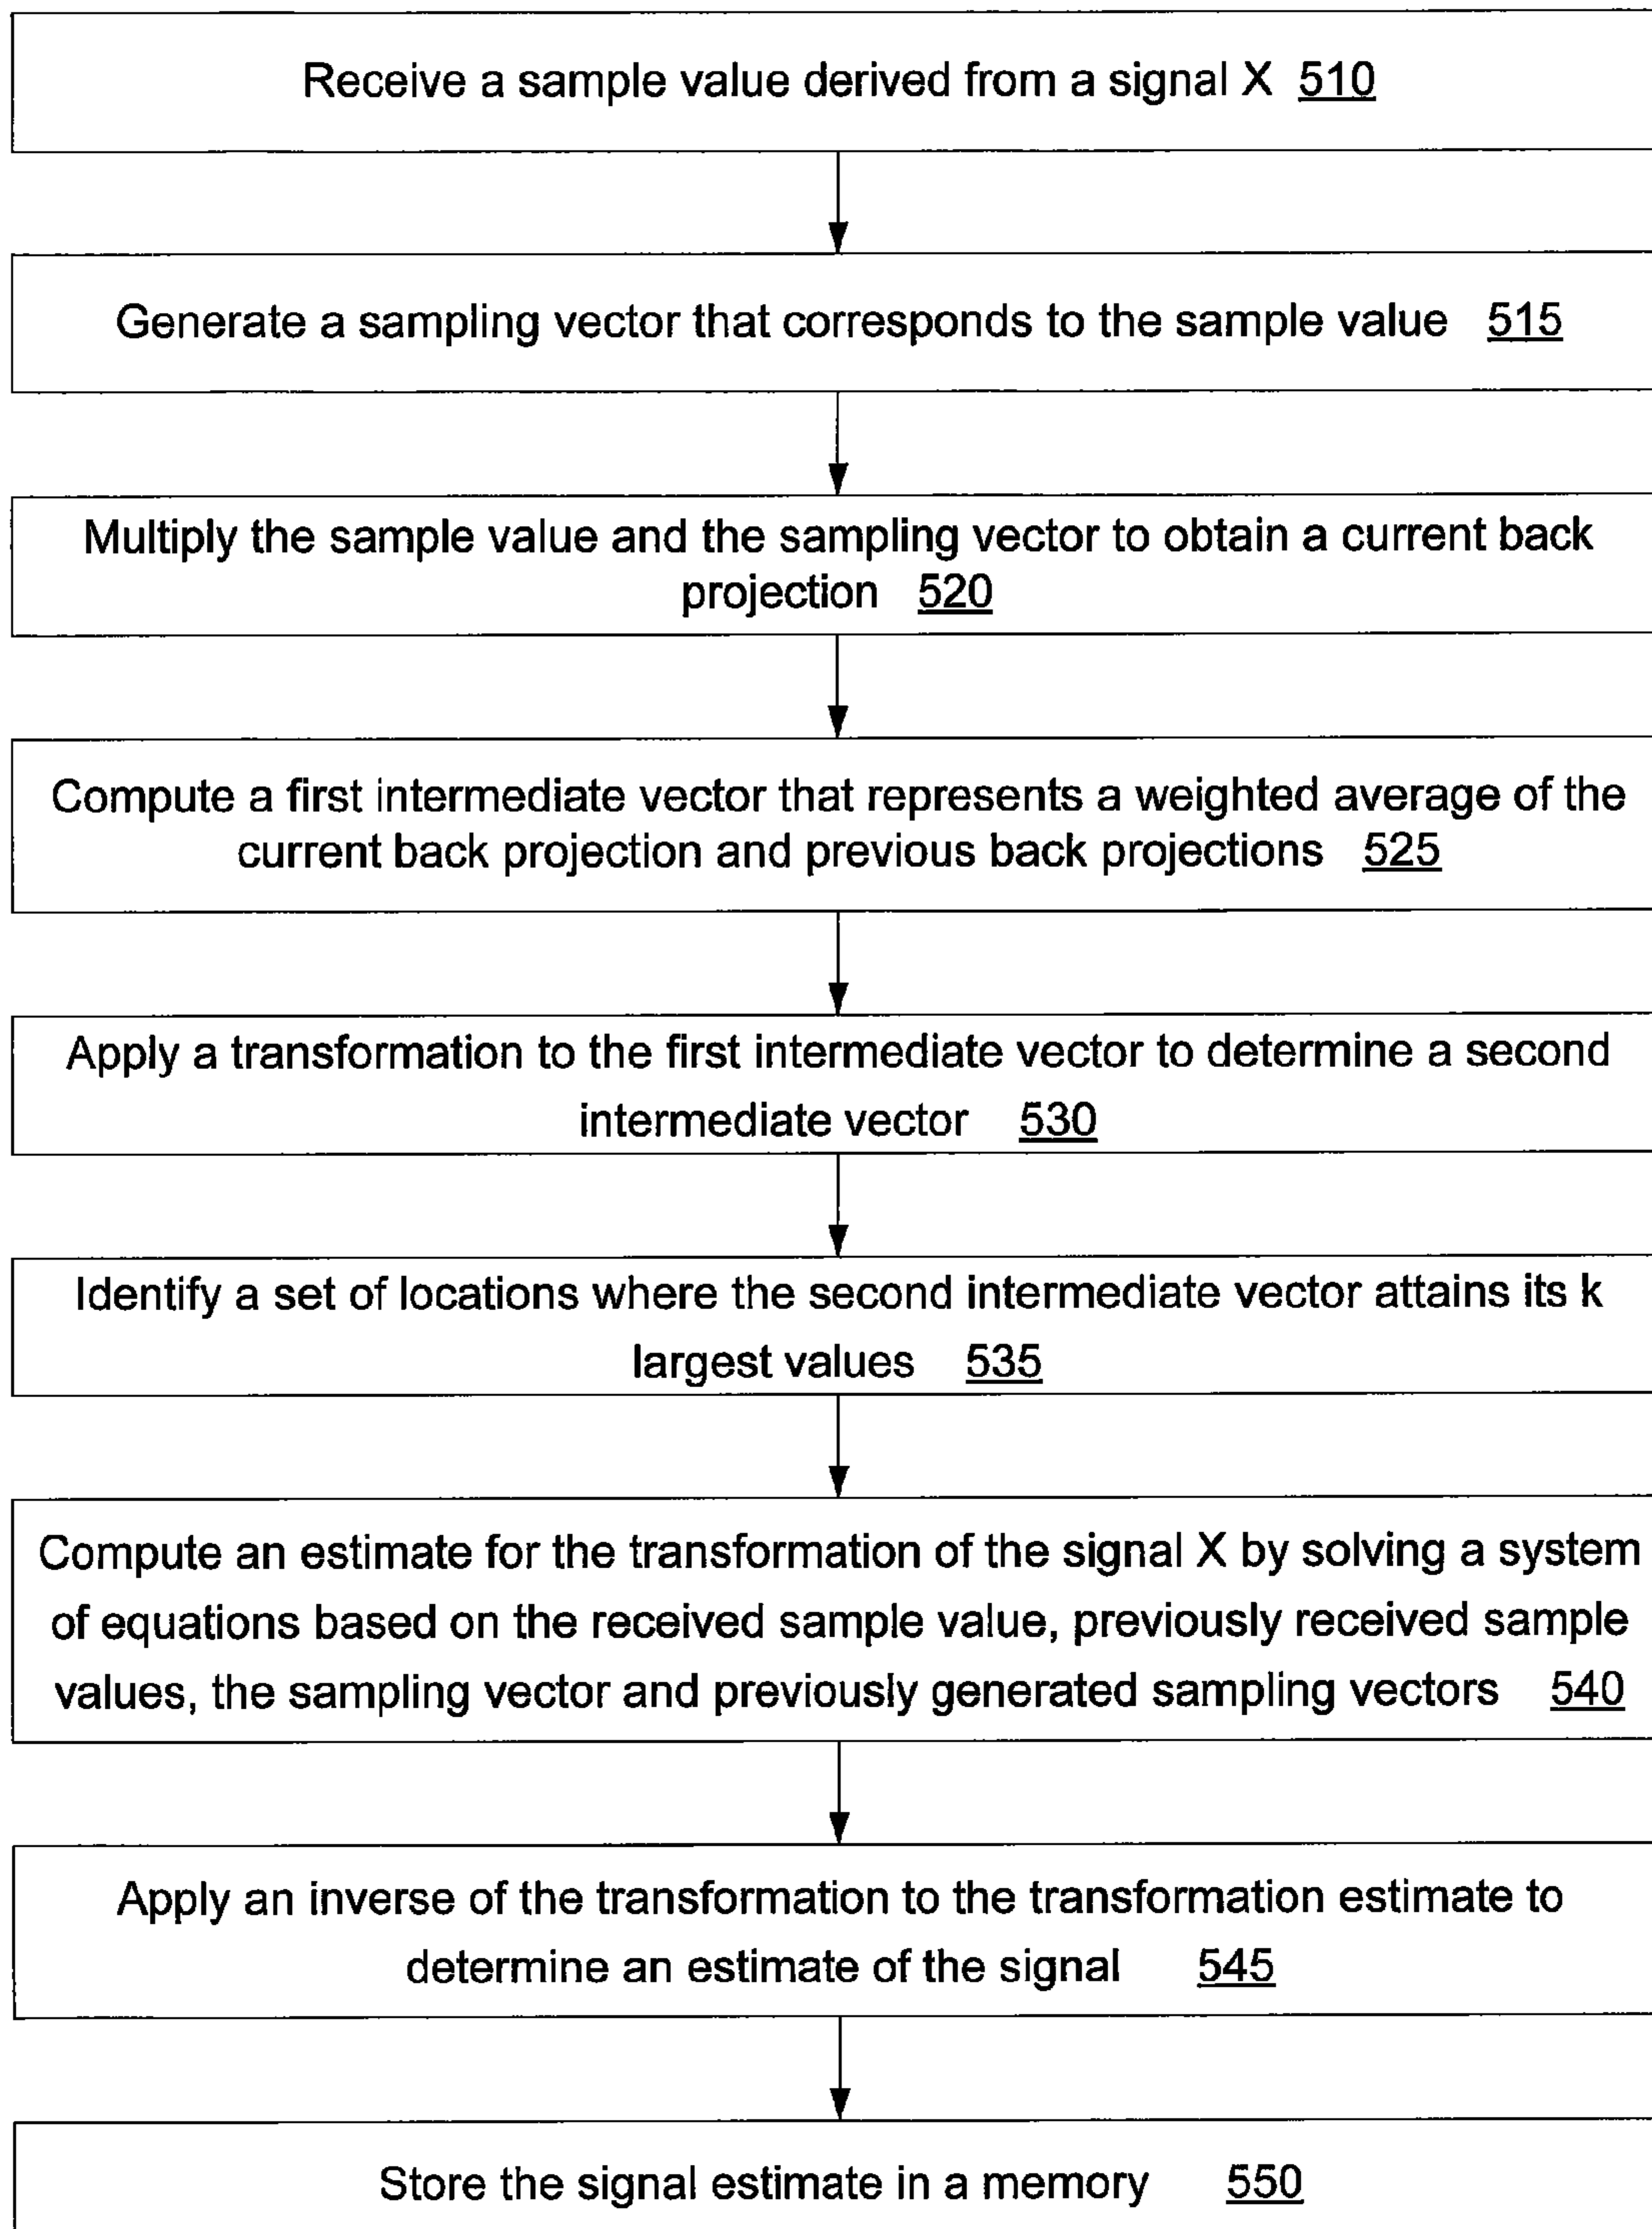 Receive a sample value derived from a signal X 510
Generate a sampling vector that corresponds to the sample value 515
Multiply the sample value and the sampling vector to obtain a current back
projection 520
Compute a first intermediate vector that represents a weighted average of the
current back projection and previous back projections 525
Apply a transformation to the first intermediate vector to determine a second
intermediate vector 530
Identify a set of locations where the second intermediate vector attains its k
largest values 535
Compute an estimate for the transformation of the signal X by solving a system
of equations based on the received sample value, previously received sample
values, the sampling vector and previously generated sampling vectors 540
Apply an inverse of the transformation to the transformation estimate to
determine an estimate of the signal 545
Store the signal estimate in a memory 550